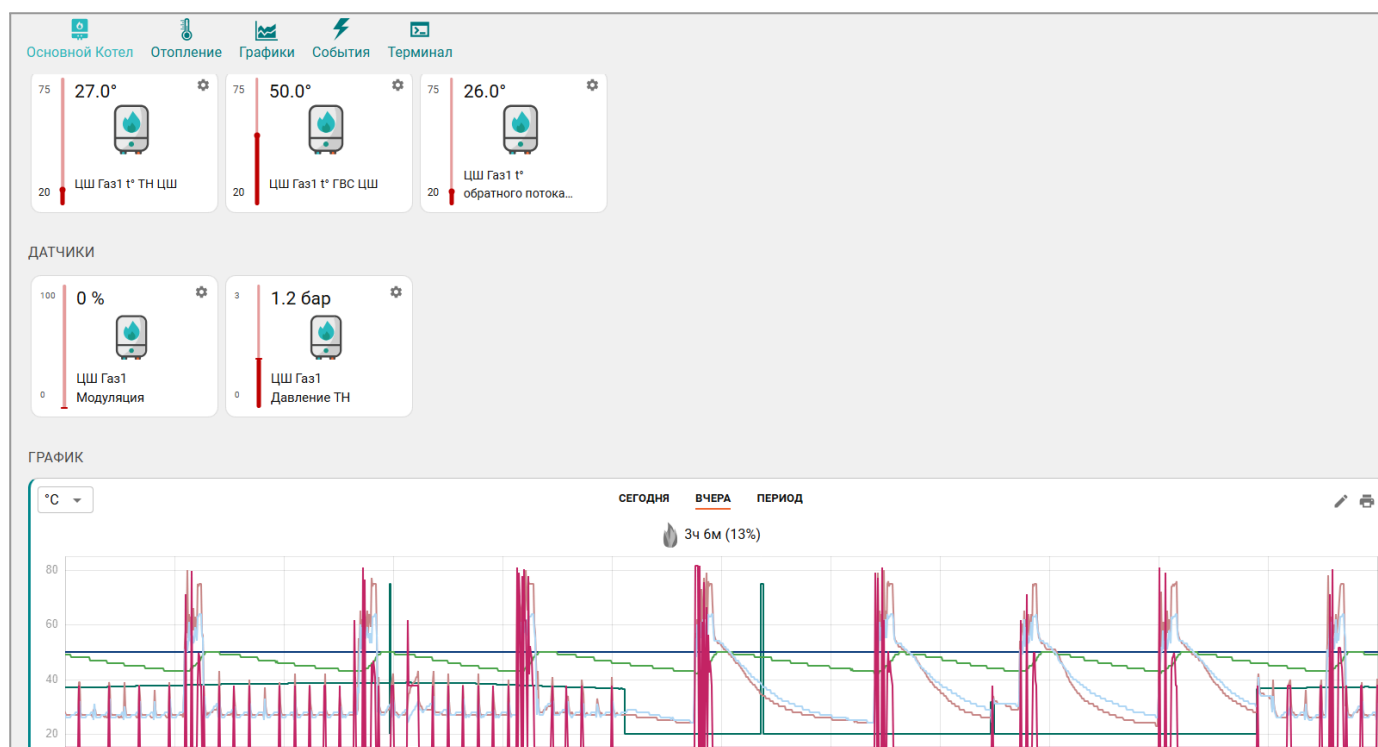 Основной Котел Отопление Графики События Терминал
75 27.0° 75 50.0° 75 26.0°
ЦШ Газ1 t°
20 ЦШ Газ1 t° ТН ЦШ 20 ЦШ Газ1 t° ГВС ЦШ 20 обратного потока...
ДАТЧИКИ
100 0 % 3 1.2 бар
ЦШ Газ1 ЦШ Газ1
0 Модуляция 0 Давление ТН
ГРАФИК
°C СЕГОДНЯ ВЧЕРА ПЕРИОД
3ч 6м (13%)
80
60
40
20